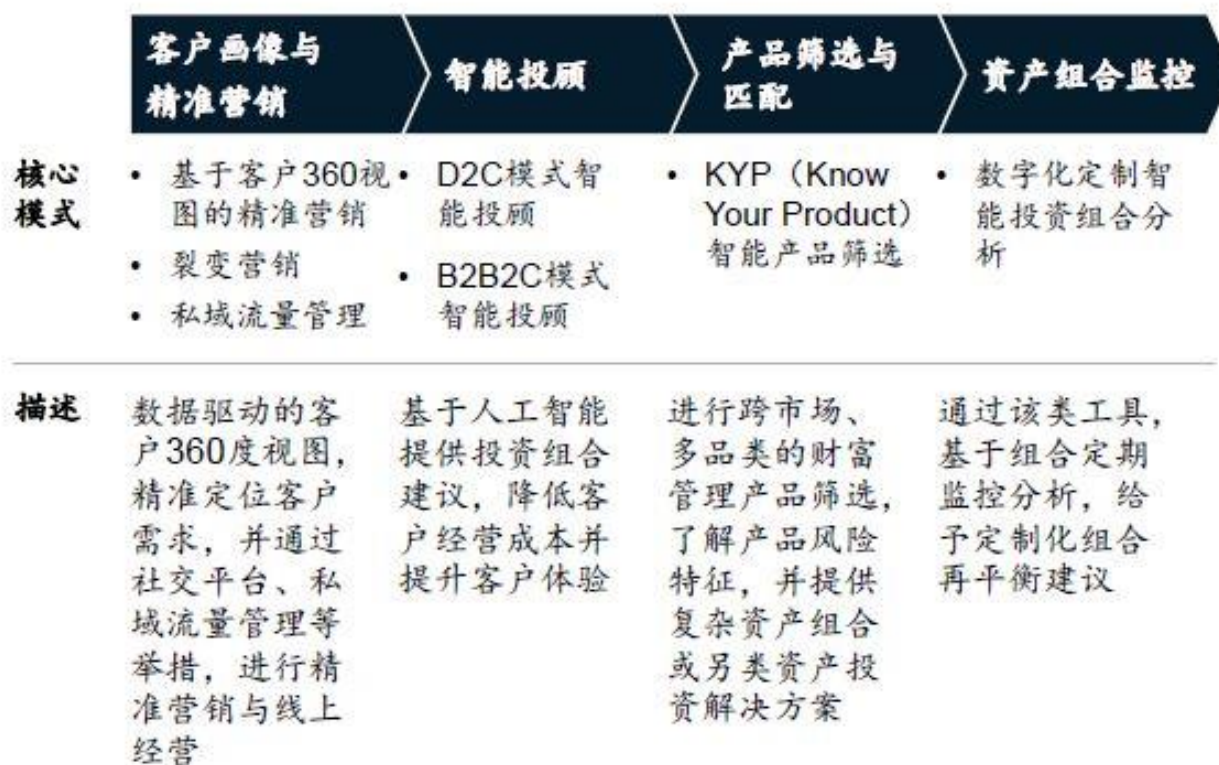 客户画像与
精准营销
智能投顾
产品筛选与
匹配
资产组合监控
核心
模式
• 基于客户360视
图的精准营销
• 裂变营销
• 私域流量管理
• D2C模式智
能投顾
• B2B2C模式
智能投顾
• KYP（Know
Your Product）
智能产品筛选
• 数字化定制智
能投资组合分
析
描述
数据驱动的客
户360度视图，
精准定位客户
需求，并通过
社交平台、私
域流量管理等
举措，进行精
准营销与线上
经营
基于人工智能
提供投资组合
建议，降低客
户经营成本并
提升客户体验
进行跨市场、
多品类的财富
管理产品筛选，
了解产品风险
特征，并提供
复杂资产组合
或另类资产投
资解决方案
通过该类工具，
基于组合定期
监控分析，给
予定制化组合
再平衡建议